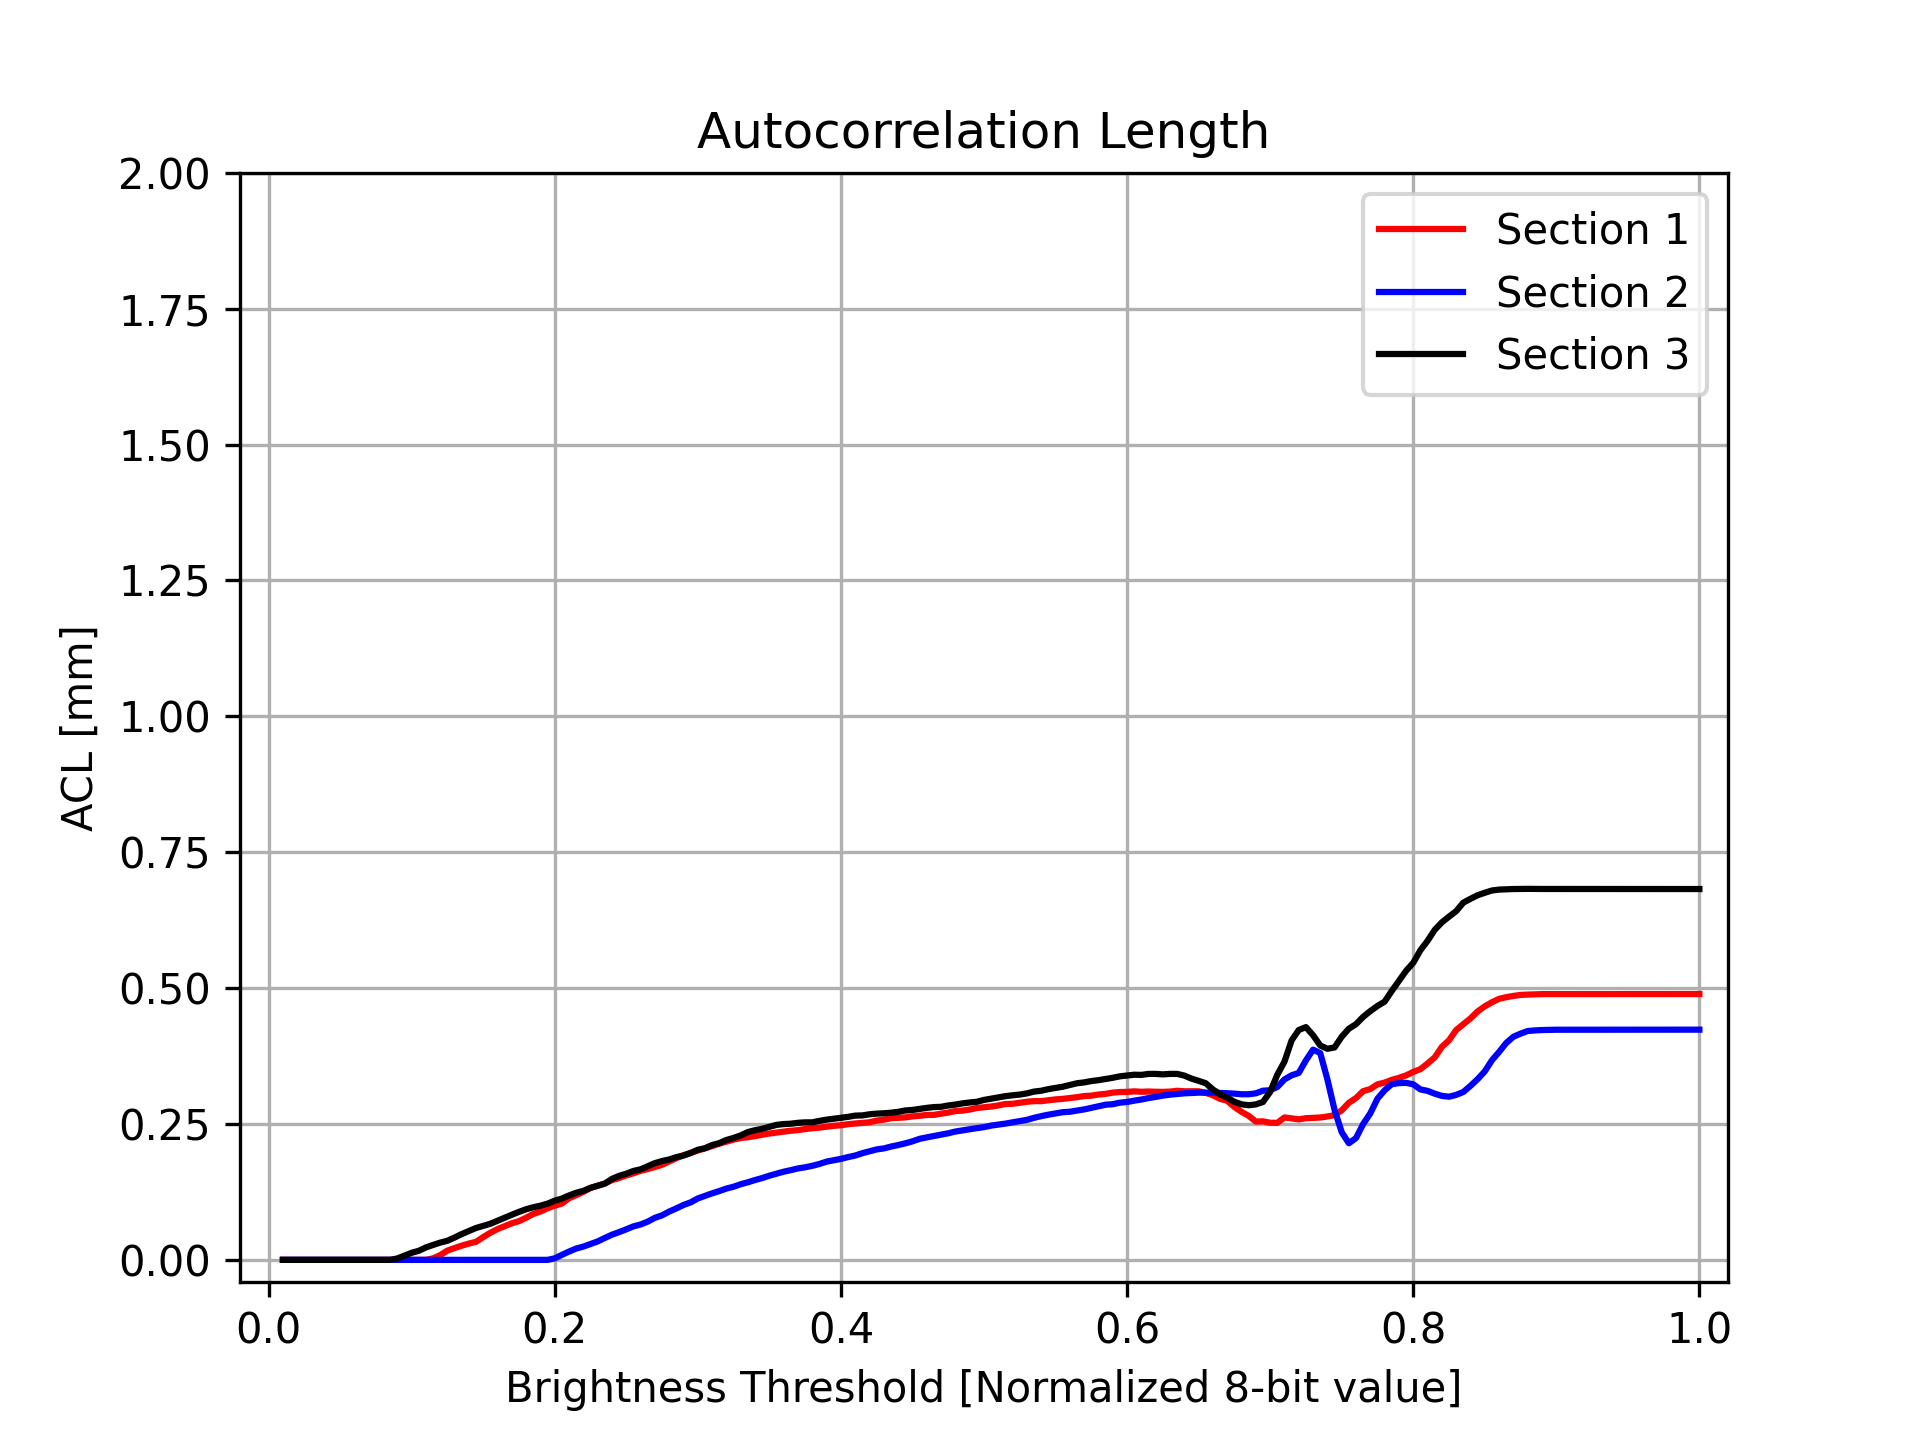 Autocorrelation Length
2.00
1.75
1.50
1.25
1.00
0.75
0.50
0.25
0.00
ACL [mm]
Section 1
Section 2
Section 3
0.0 0.2 0.4 0.6 0.8 1.0
Brightness Threshold [Normalized 8-bit value]